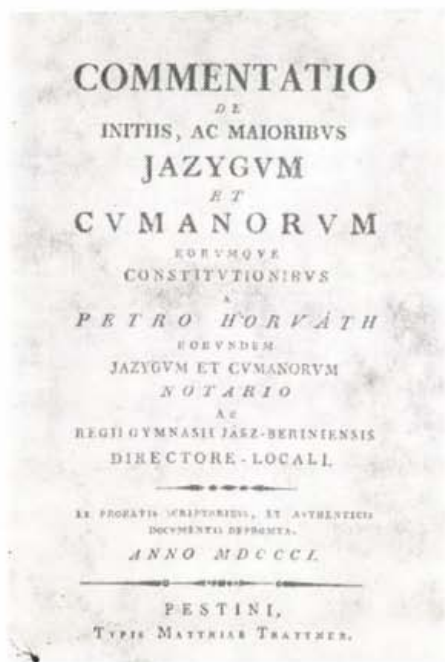 COMMENTATIO
DE
INITIIS, AC MAIORIBVS
JAZYGVM
ET
CVMANORVM
EORVMQVE
CONSTITVTIONIBVS
A
PETRO HORVÁTH
EORVNDEM
JAZYGVM ET CVMANORVM
NOTARIO
AC
REGII GYMNASII JÁSZ-BERINIENSIS
DIRECTORE-LOCALI.
EX PROBATIS SCRIPTORIBVS, ET AVTHENTICIS
DOCVMENTIS DEPROMTA.
ANNO MDCCCI.
PESTINI,
TYPIS MATTHIAE TRATTNER.